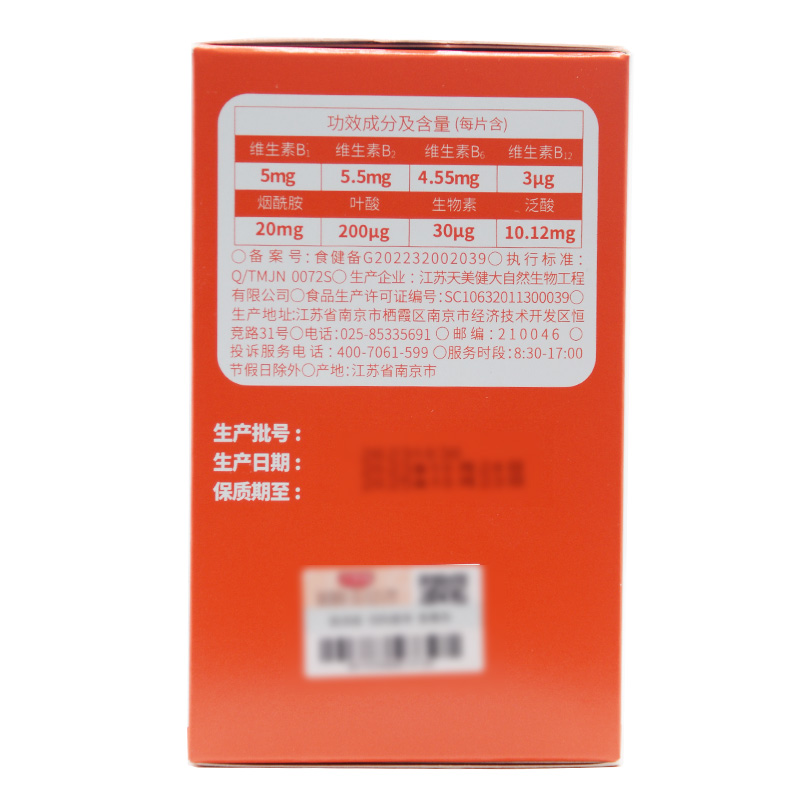 功效成分及含量 (每片含)
维生素B1 维生素B2 维生素B6 维生素B12
5mg 5.5mg 4.55mg 3μg
烟酰胺 叶酸 生物素 泛酸
20mg 200μg 30μg 10.12mg
○备案号:食健备G202232002039○执行标准:
Q/TMJN 0072S○生产企业:江苏天美健大自然生物工程
有限公司○食品生产许可证编号:SC10632011300039○
生产地址:江苏省南京市栖霞区南京市经济技术开发区恒
竞路31号○电话:025-85335691○邮编:210046○
投诉服务电话:400-7061-599○服务时段:8:30-17:00
节假日除外○产地:江苏省南京市
生产批号:
生产日期:
保质期至: